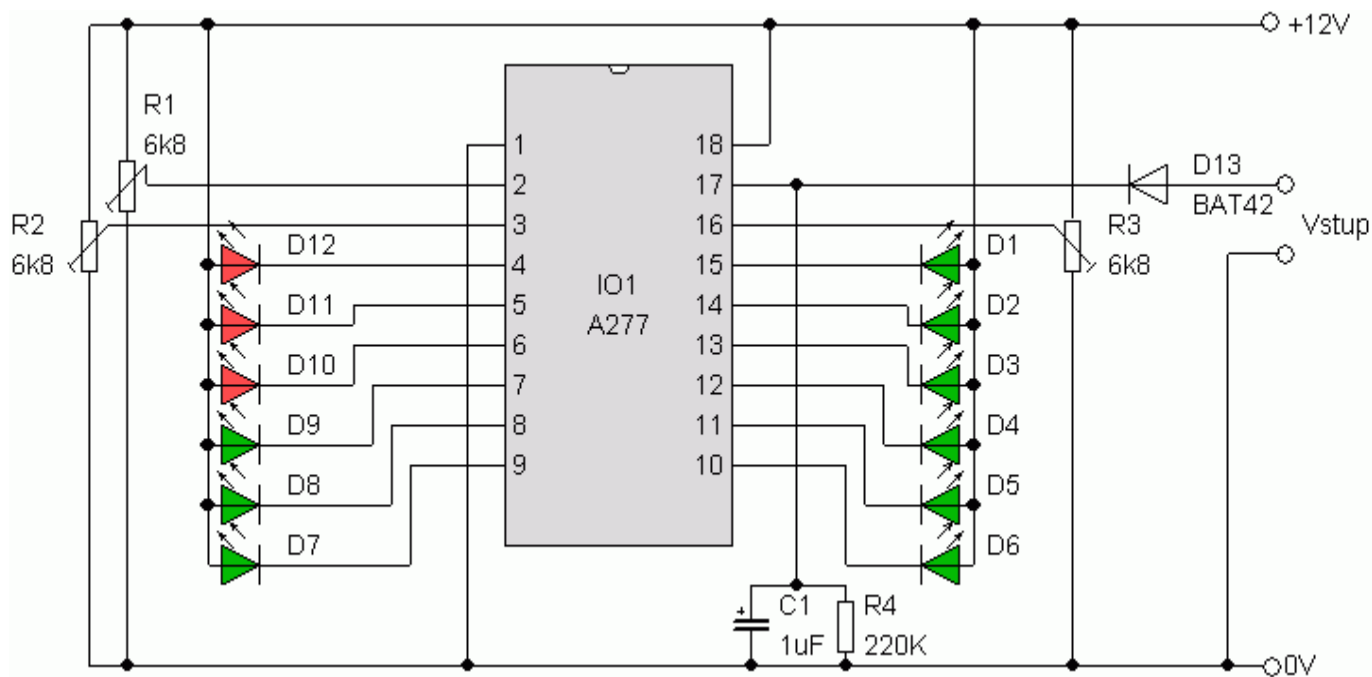 +12V
R1
6k8
1
18
D13
2
17
BAT42
R2
6k8
3
16
R3
6k8
Vstup
D12
4
15
D1
IO1
A277
D11
5
14
D2
6
13
D10
D3
7
12
D9
8
11
D4
D8
9
10
D5
D7
D6
+
C1
1uF
R4
220K
0V